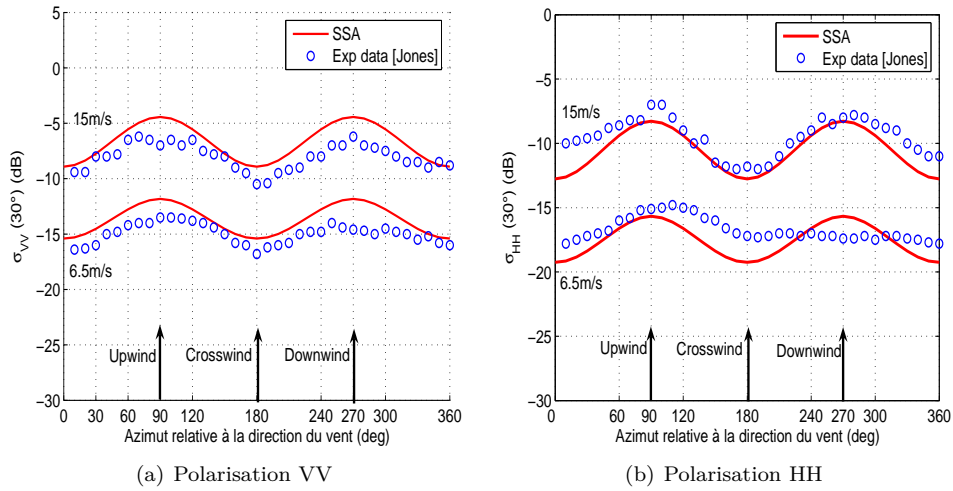 5
0
−5
−10
−15
−20
−25
−30
σVV (30°) (dB)
SSA
Exp data [Jones]
15m/s
6.5m/s
Upwind
Crosswind
Downwind
0 30 60 90 120 180 240 270 300 360
Azimut relative à la direction du vent (deg)
(a) Polarisation VV
0
−5
−10
−15
−20
−25
−30
σHH (30°) (dB)
SSA
Exp data [Jones]
15m/s
6.5m/s
Upwind
Crosswind
Downwind
0 60 90 120 180 240 270 300 360
Azimut relative à la direction du vent (deg)
(b) Polarisation HH